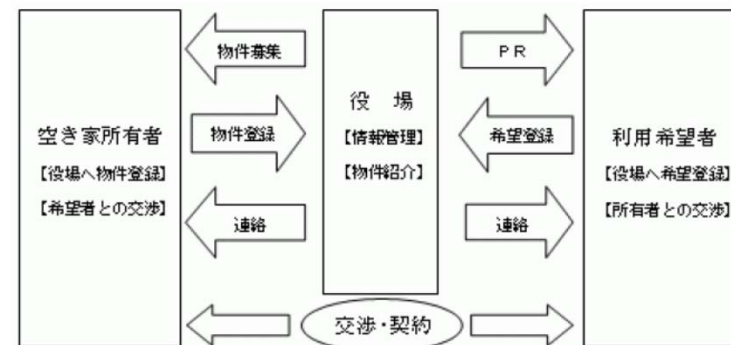 空き家所有者
【役場へ物件登録】
【希望者との交渉】
物件募集
物件登録
連絡
役 場
【情報管理】
【物件紹介】
PR
希望登録
連絡
利用希望者
【役場へ希望登録】
【所有者との交渉】
交渉・契約